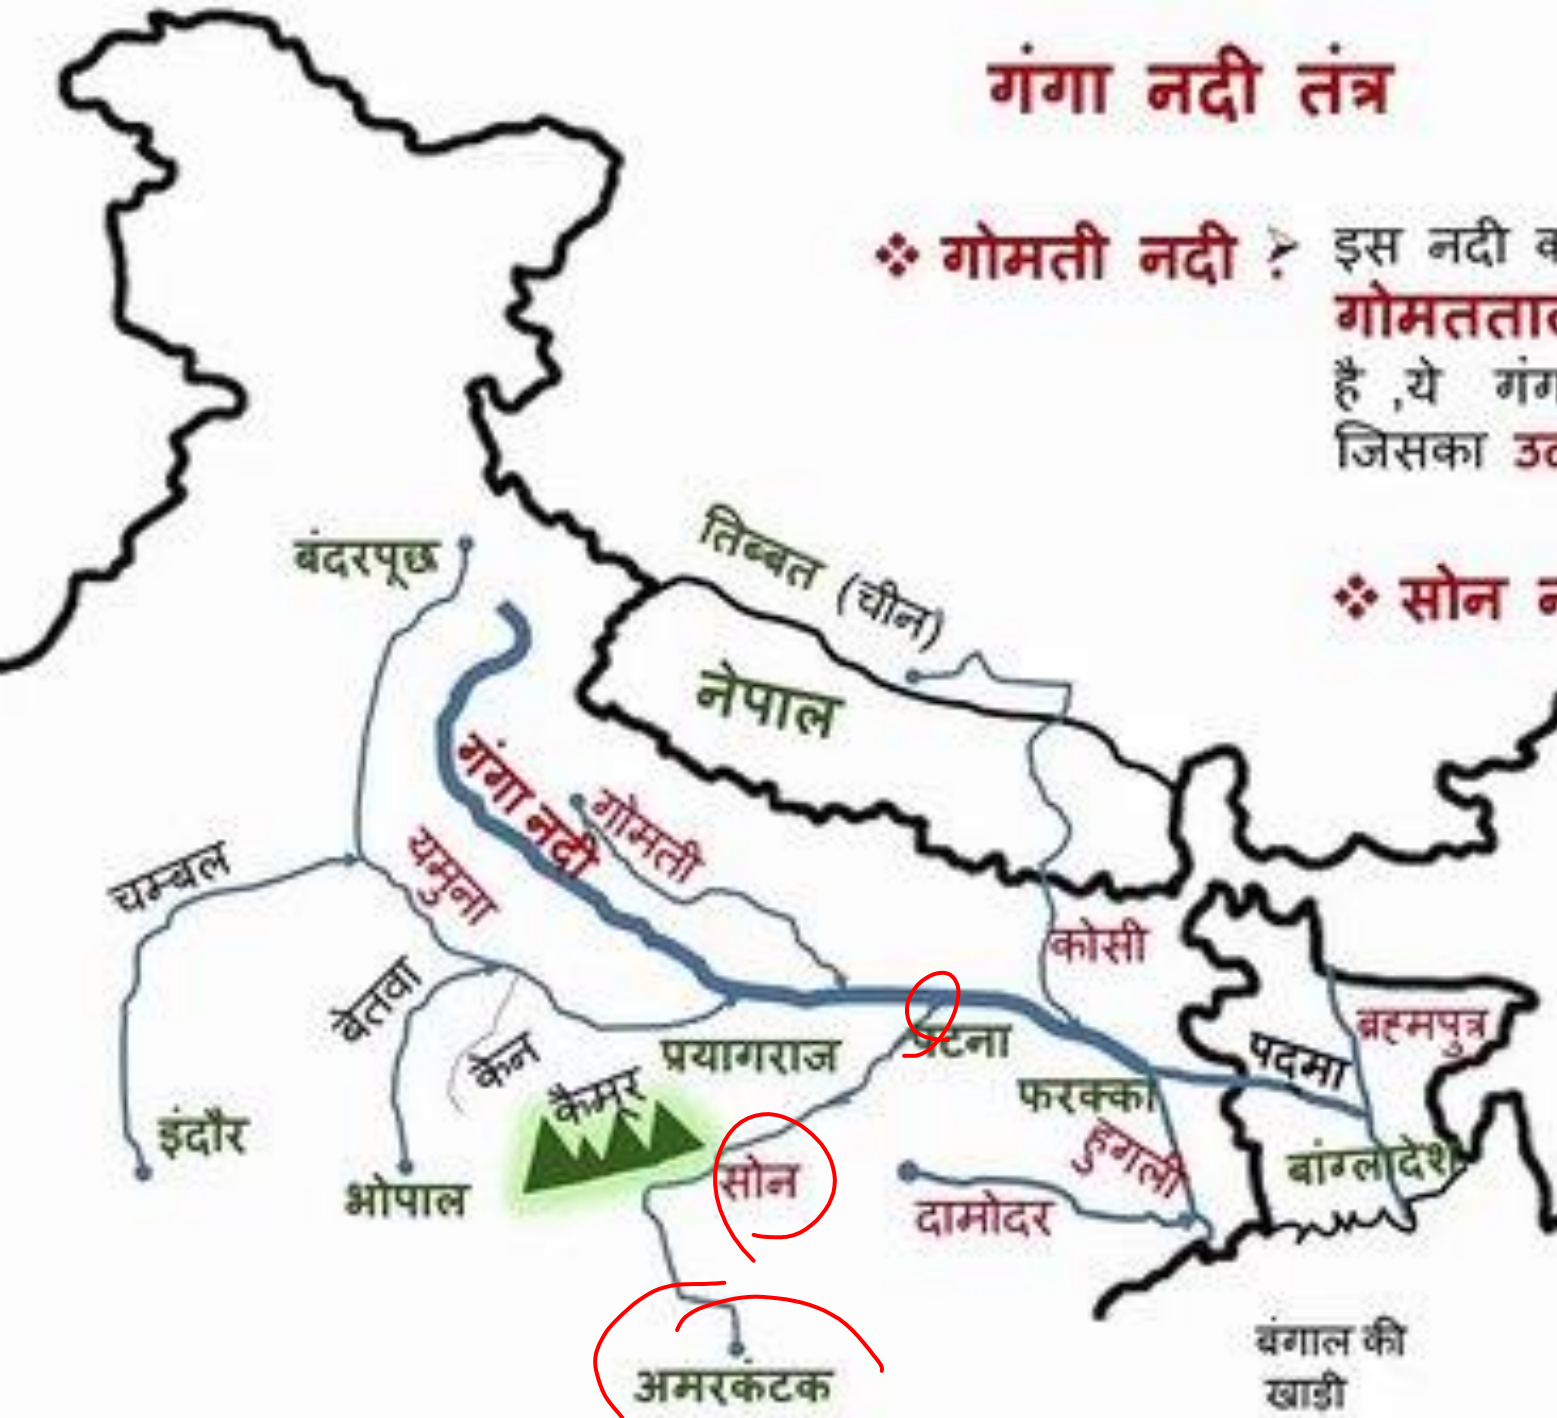 गंगा नदी तंत्र
❖ गोमती नदी ?
इस नदी
है ,ये
जिसका
❖ सोन
तिब्बत (चीन)
बंदरपूछ
नेपाल
गंगा नदी
गोमती
यमुना
चम्बल
बेतवा
केन
कोसी
ब्रह्मपुत्र
पदमा
प्रयागराज
पटना
फरक्का
कैमूर
इंदौर
भोपाल
सोन
हुगली
दामोदर
बांग्लादेश
अमरकंटक
बंगाल की
खाड़ी